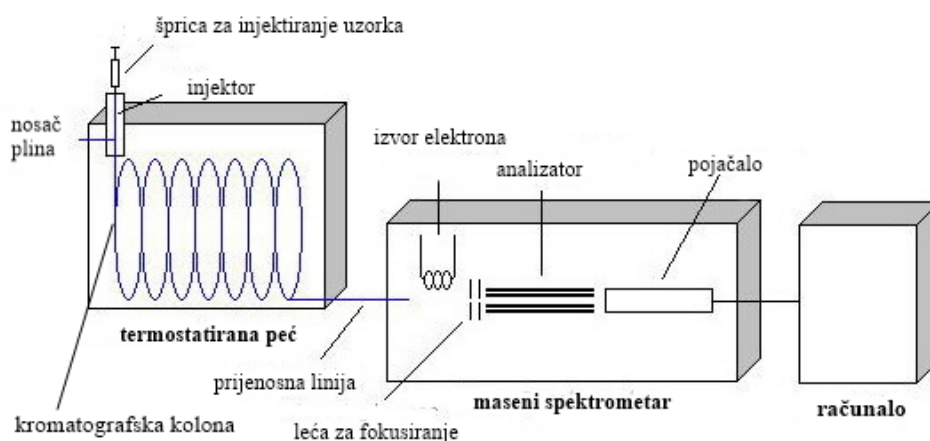 šprica za injektiranje uzorka
injektor
nosač
plina
izvor elektrona
analizator
pojačalo
termostatirana peć
prijenosna linija
maseni spektrometar
računalo
kromatografska kolona
leća za fokusiranje